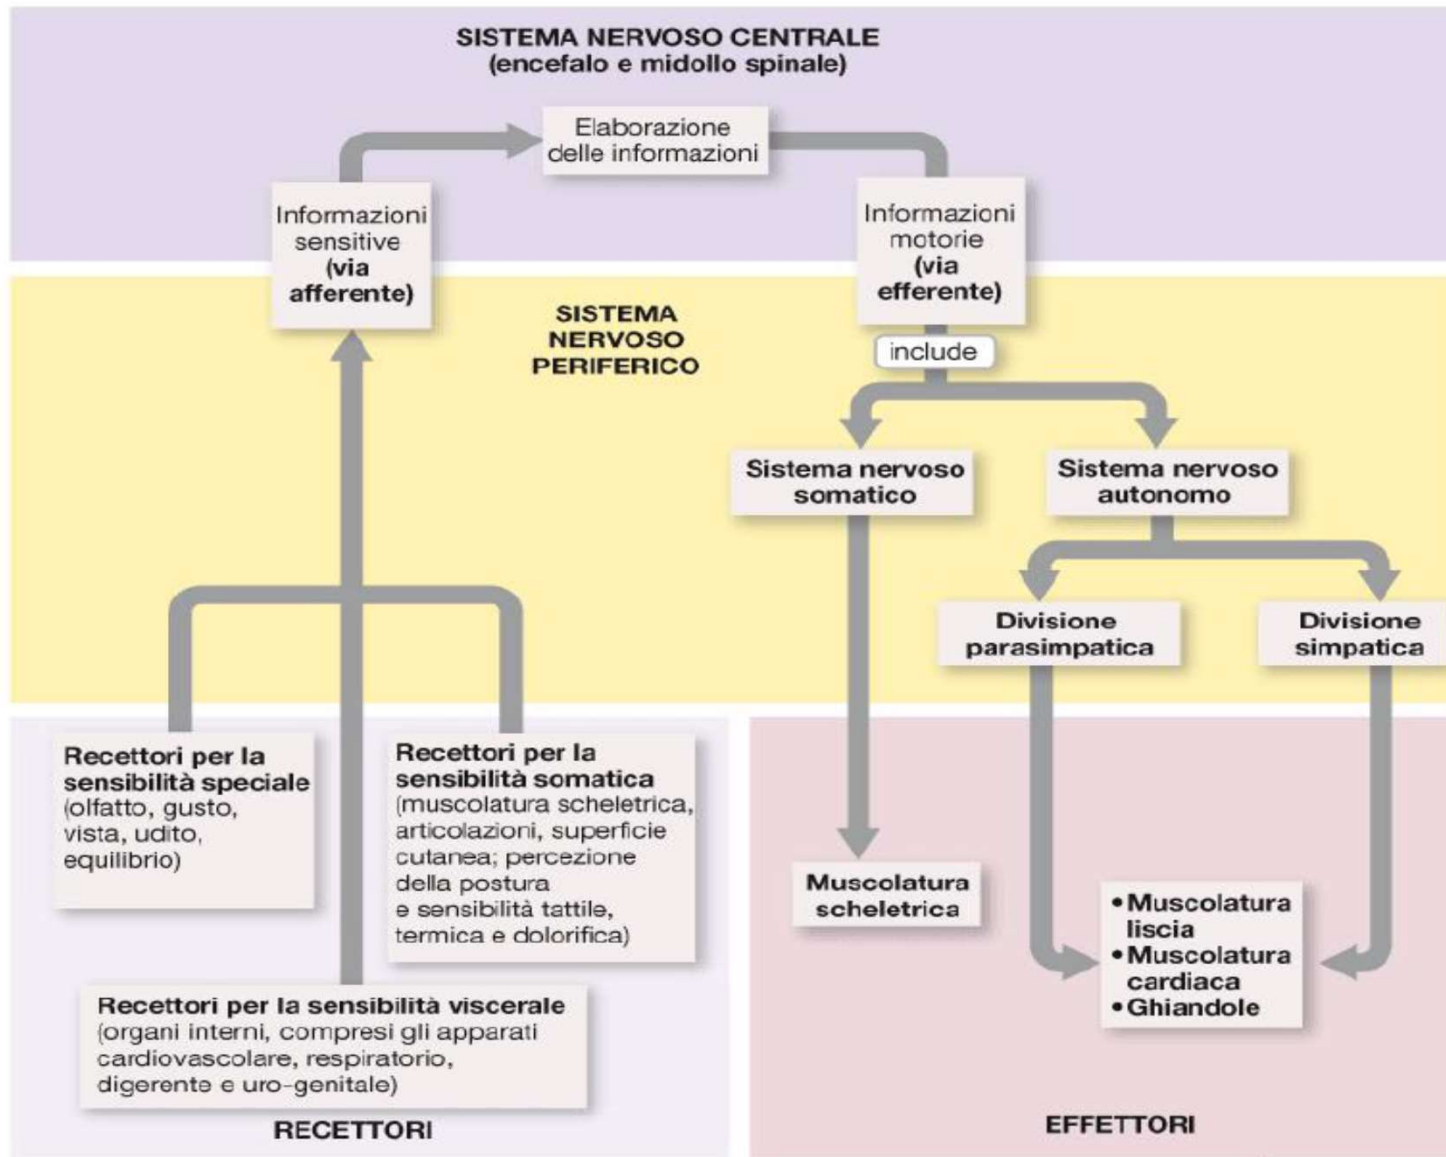 SISTEMA NERVOSO CENTRALE
(encefalo e midollo spinale)
Elaborazione
delle informazioni
Informazioni
sensitive
(via
afferente)
Informazioni
motorie
(via
efferente)
SISTEMA
NERVOSO
PERIFERICO
include
Sistema nervoso
somatico
Sistema nervoso
autonomo
Divisione
parasimpatica
Divisione
simpatica
Recettori per la
sensibilità speciale
(olfatto, gusto,
vista, udito,
equilibrio)
Recettori per la
sensibilità somatica
(muscolatura scheletrica,
articolazioni, superficie
cutanea; percezione
della postura
e sensibilità tattile,
termica e dolorifica)
Recettori per la sensibilità viscerale
(organi interni, compresi gli apparati
cardiovascolare, respiratorio,
digerente e uro-genitale)
RECETTORI
Muscolatura
scheletrica
• Muscolatura
liscia
• Muscolatura
cardiaca
• Ghiandole
EFFETTORI